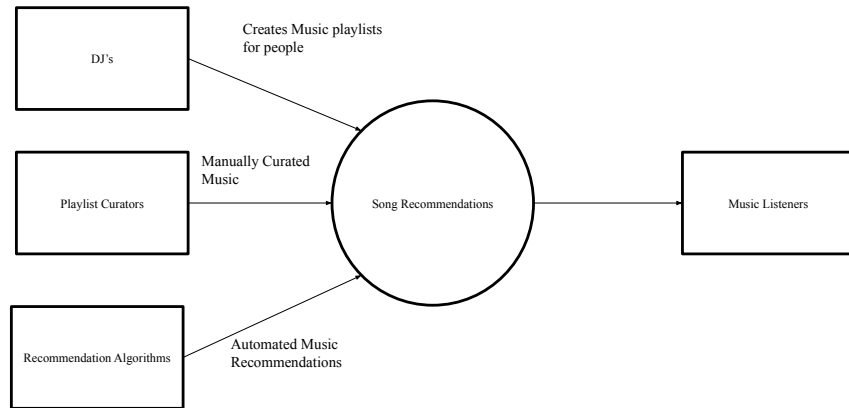 Creates Music playlists
for people
DJ's
Manually Curated
Music
Playlist Curators
Song Recommendations
Music Listeners
Automated Music
Recommendations
Recommendation Algorithms